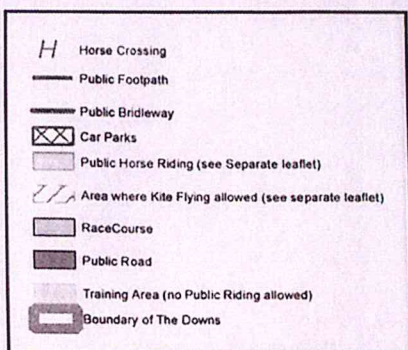 H Horse Crossing
Public Footpath
Public Bridleway
Car Parks
Public Horse Riding (see Separate leaflet)
Area where Kite Flying allowed (see separate leaflet)
RaceCourse
Public Road
Training Area (no Public Riding allowed)
Boundary of The Downs